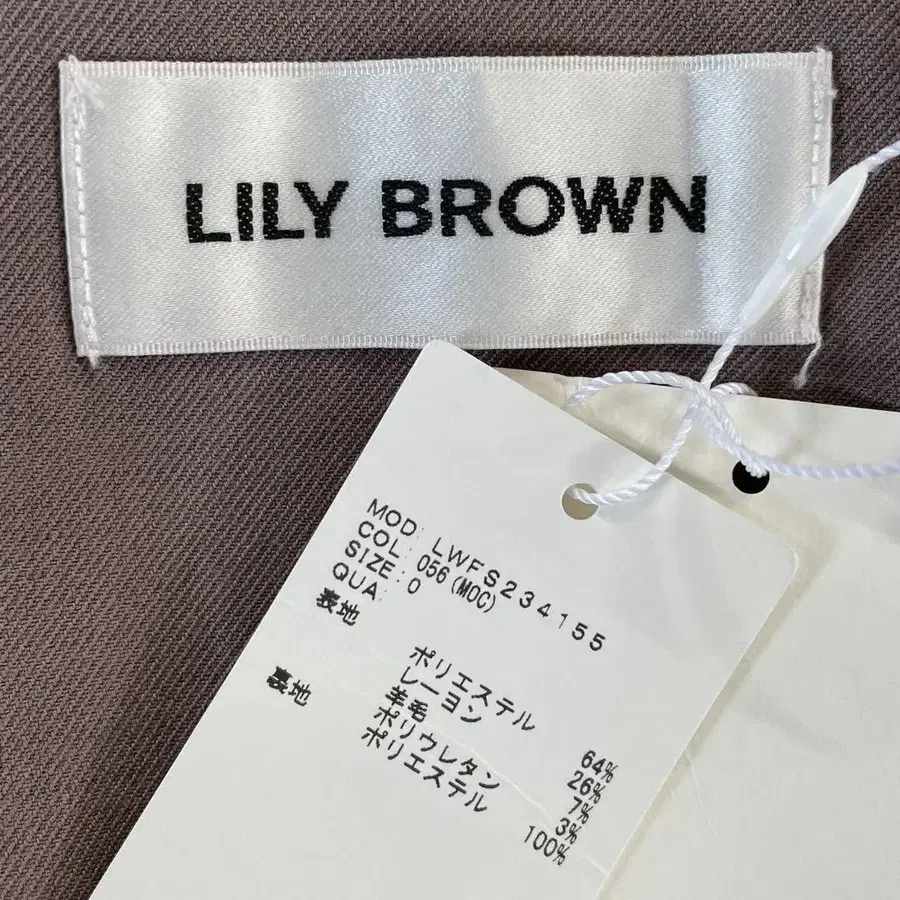 LILY BROWN
MOD: LWFS234155
COL: 056(MOC)
SIZE: 0
QUA:
表地
ポリエステル 64%
レーヨン 26%
羊毛 7%
ポリウレタン 3%
裏地 ポリエステル 100%